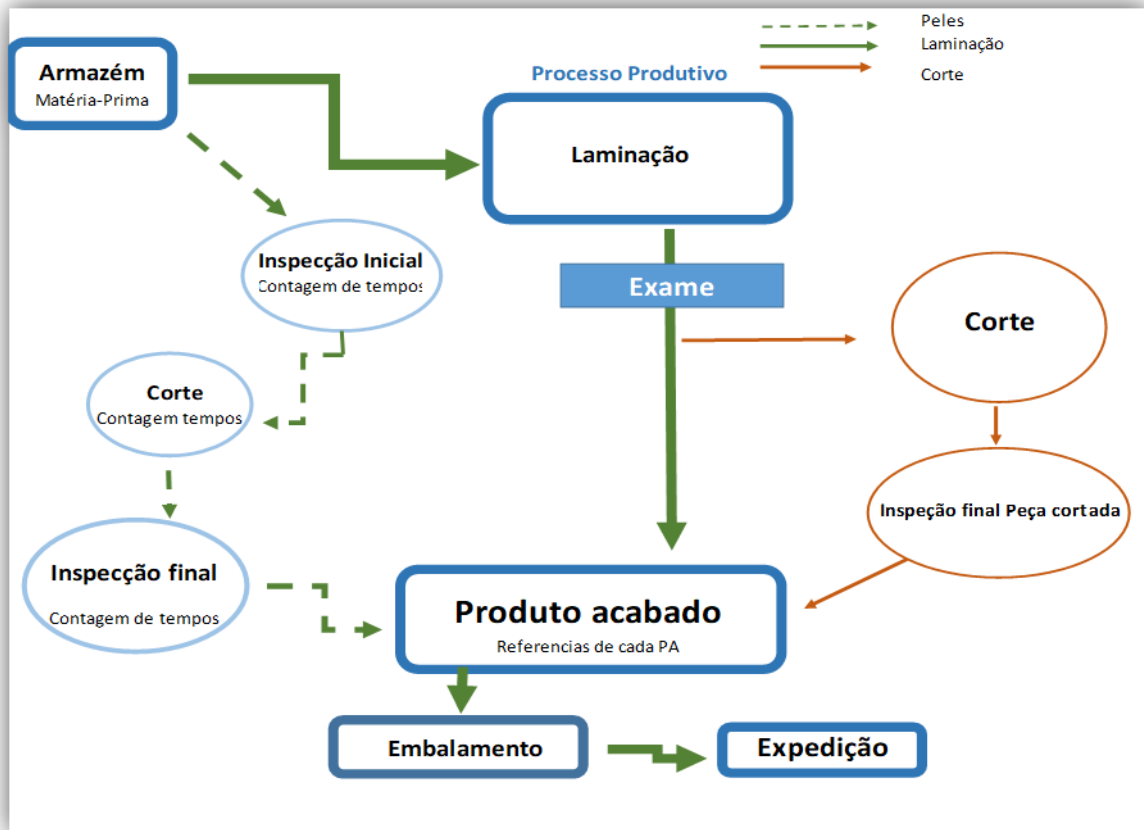 Peles
Laminação
Corte
Armazém
Matéria-Prima
Processo Produtivo
Laminação
Inspecção Inicial
Contagem de tempos
Exame
Corte
Corte
Contagem tempos
Inspeção final Peça cortada
Inspecção final
Contagem de tempos
Produto acabado
Referencias de cada PA
Embalamento
Expedição